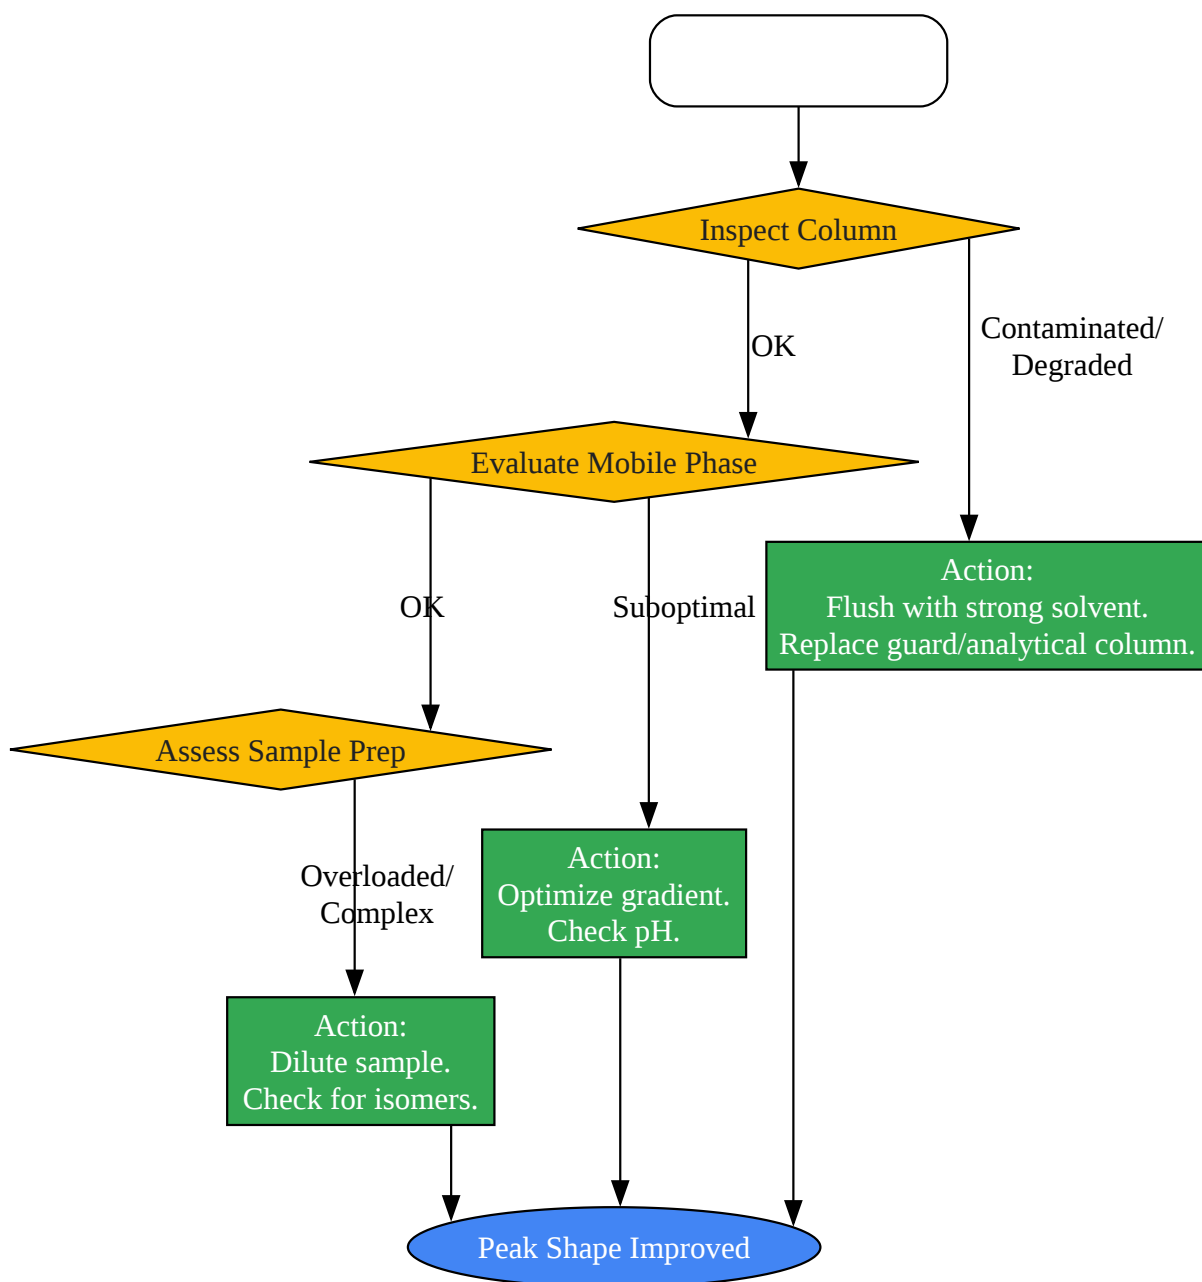 Inspect Column
OK
Contaminated/
Degraded
Evaluate Mobile Phase
OK
Suboptimal
Action:
Flush with strong solvent.
Replace guard/analytical column.
Assess Sample Prep
Overloaded/
Complex
Action:
Optimize gradient.
Check pH.
Action:
Dilute sample.
Check for isomers.
Peak Shape Improved